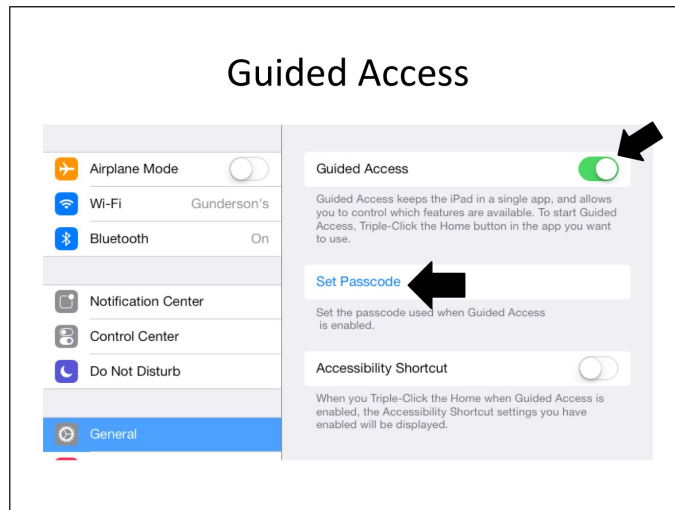 Guided Access
Airplane Mode
Wi-Fi Gunderson's
Bluetooth On
Notification Center
Control Center
Do Not Disturb
General
Guided Access
Guided Access keeps the iPad in a single app, and allows
you to control which features are available. To start Guided
Access, Triple-Click the Home button in the app you want
to use.
Set Passcode
Set the passcode used when Guided Access
is enabled.
Accessibility Shortcut
When you Triple-Click the Home when Guided Access is
enabled, the Accessibility Shortcut settings you have
enabled will be displayed.